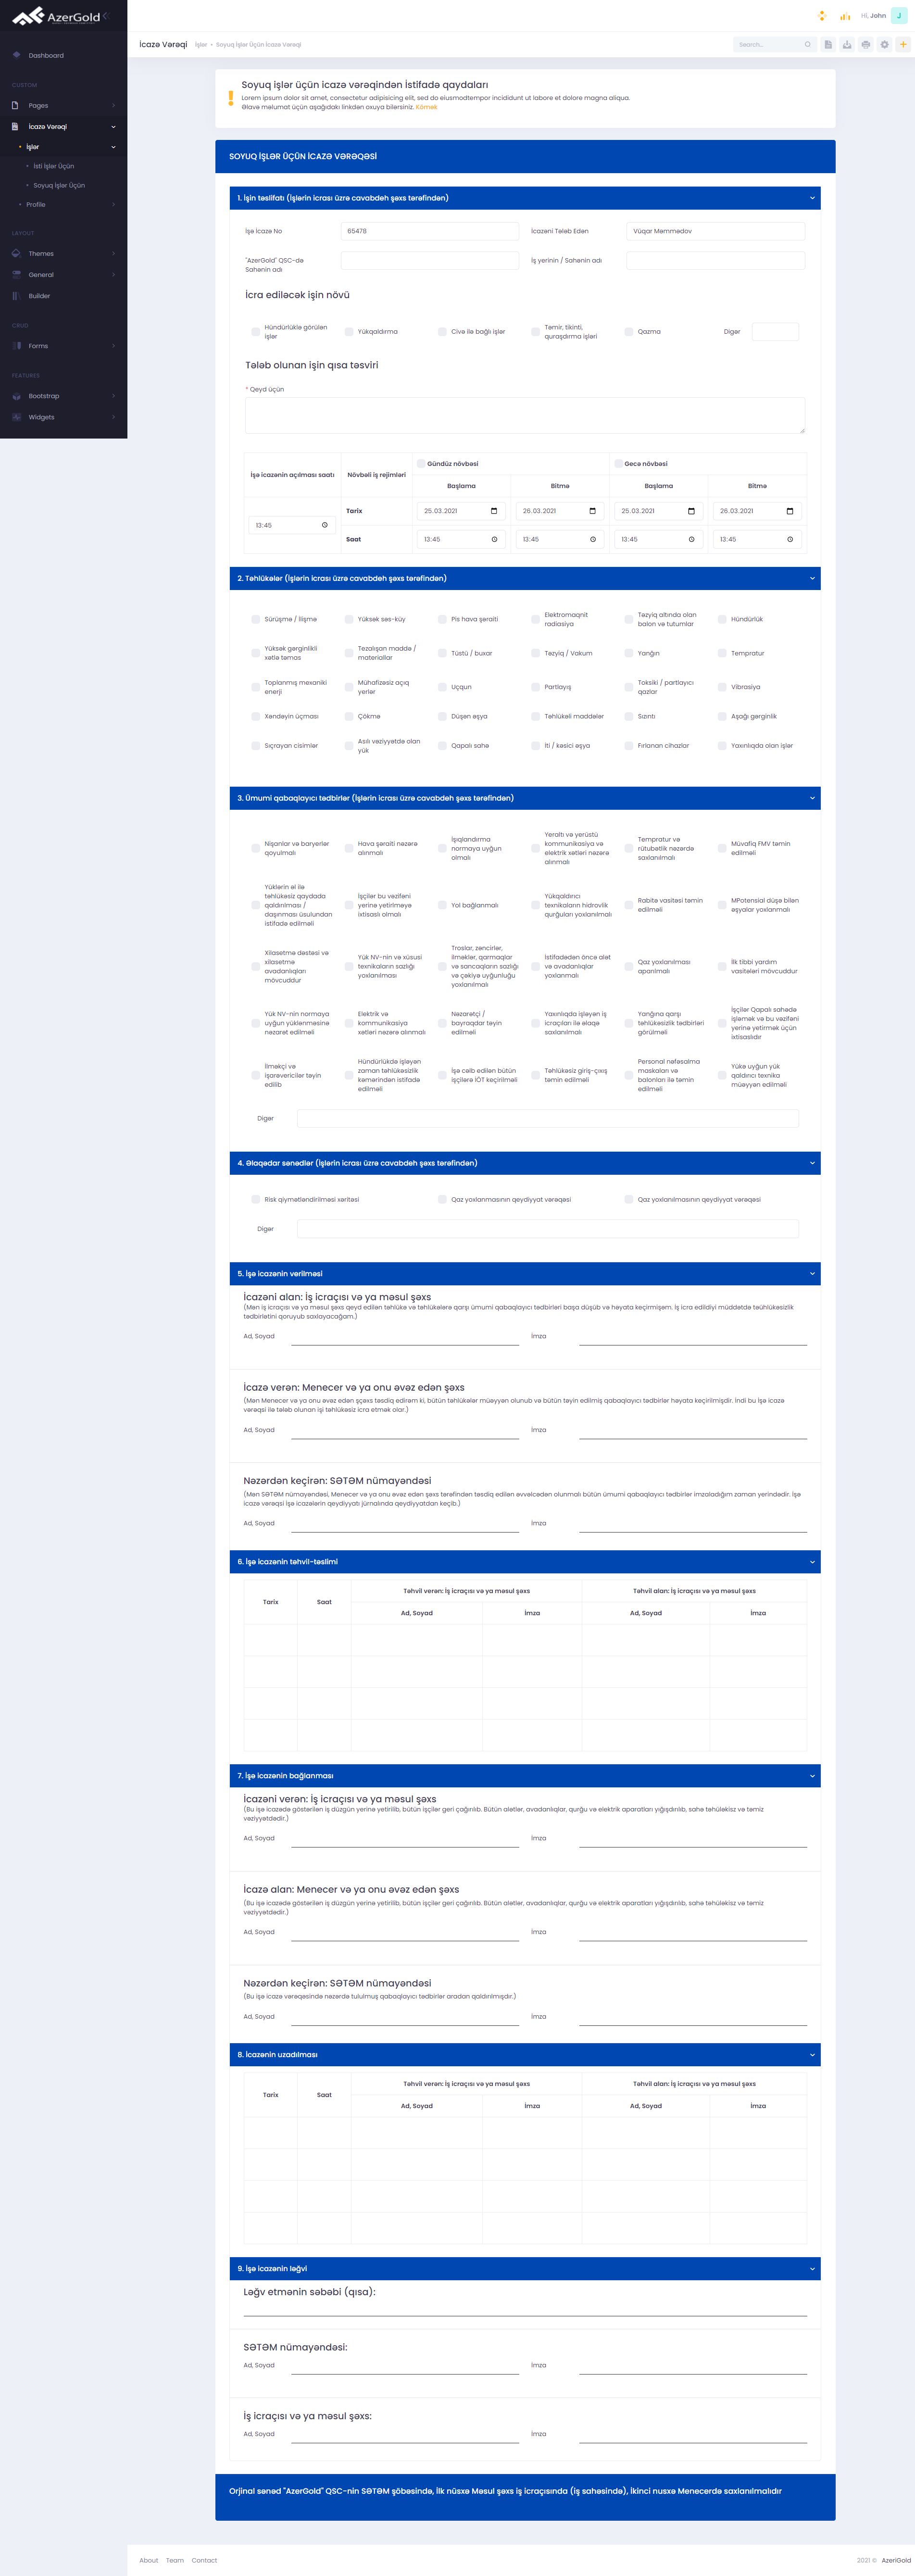 AzerGold
Hi, John
J
İcazə Vərəqi
İşlər
Soyuq İşlər Üçün İcazə Vərəqi
Search...
Dashboard
CUSTOM
Pages
İcazə Vərəqi
İşlər
İsti İşlər Üçün
Soyuq İşlər Üçün
Profile
LAYOUT
Themes
General
Builder
CRUD
Forms
FEATURES
Bootstrap
Widgets
Soyuq işlər üçün icazə vərəqindən İstifadə qaydaları
Lorem ipsum dolor sit amet, consectetur adipisicing elit, sed do eiusmodtempor incididunt ut labore et dolore magna aliqua.
Əlavə məlumat üçün aşağıdakı linkdən oxuya bilərsiniz. Kömək
SOYUQ İŞLƏR ÜÇÜN İCAZƏ VƏRƏQƏSİ
1. İşin təslifatı (İşlərin icrası üzrə cavabdeh şəxs tərəfindən)
İşə İcazə No
65478
İcazəni Tələb Edən
Vüqar Məmmədov
"AzerGold" QSC-də
Sahənin adı
İş yerinin / Sahənin adı
İcra ediləcək işin növü
Hündürlüklə görülən
işlər
Yükqaldırma
Civə ilə bağlı işlər
Təmir, tikinti,
quraşdırma işləri
Qazma
Digər
Tələb olunan işin qısa təsviri
* Qeyd üçün
İşə icazənin açılması saatı
Növbəli iş rejimləri
Gündüz növbəsi
Gecə növbəsi
Başlama
Bitmə
Başlama
Bitmə
13:45
Tarix
25.03.2021
26.03.2021
25.03.2021
26.03.2021
Saat
13:45
13:45
13:45
13:45
2. Təhlükələr (İşlərin icrası üzrə cavabdeh şəxs tərəfindən)
Sürüşmə / İlişmə
Yüksək səs-küy
Pis hava şəraiti
Elektromaqnit
radiasiya
Təzyiq altında olan
balon və tutumlar
Hündürlük
Yüksək gərginlikli
xətlə təmas
Tezalışan maddə /
materiallar
Tüstü / buxar
Təzyiq / Vakum
Yanğın
Tempratur
Toplanmış mexaniki
enerji
Mühafizəsiz açıq
yerlər
Uçqun
Partlayış
Toksiki / partlayıcı
qazlar
Vibrasiya
Xəndəyin üçməsı
Çökmə
Düşən əşya
Təhlükəli maddələr
Sızıntı
Aşağı gərginlik
Sıçrayan cisimlər
Asılı vəziyyətdə olan
yük
Qapalı sahə
İti / kəsici əşya
Fırlanan cihazlar
Yaxınlıqda olan işlər
3. Ümumi qabaqlayıcı tədbirlər (İşlərin icrası üzrə cavabdeh şəxs tərəfindən)
Nişanlar və baryerlər
qoyulmalı
Hava şəraiti nəzərə
alınmalı
İşıqlandırma
normaya uyğun
olmalı
Yeraltı və yerüstü
kommunikasiya və
elektrik xətləri nəzərə
alınmalı
Tempratur və
rütubətlik nəzərdə
saxlanılmalı
Müvafiq FMV təmin
edilməli
Yüklərin əl ilə
təhlükəsiz qaydada
qaldırılması /
daşınması üsulundan
istifadə edilməli
İşçilər bu vəzifəni
yerinə yetirilməyə
ixtisaslı olmalı
Yol bağlanmalı
Yükqaldırıcı
texnikaların hidrovlik
qurğuları yoxlanılmalı
Rabitə vasitəsi təmin
edilməli
MPotensial düşə bilən
əşyalar yoxlanmalı
Xilasetmə dəstəsi və
xilasetmə
avadanlıqları
mövcuddur
Yük NV-nin və xüsusi
texnikaların sazlığı
yoxlanılması
Troslar, zəncirlər,
ilməklər, qarmaqlar
və sancaqların sazlığı
və çəkiyə uyğunluğu
yoxlanılmalı
İstifadədən öncə alət
və avadanlıqlar
yoxlanmalı
Qaz yoxlanılması
aparılmalı
İlk tibbi yardım
vasitələri mövcuddur
Yük NV-nin normaya
uyğun yüklənməsinə
nəzarət edilməli
Elektrik və
kommunikasiya
xətləri nəzərə alınmalı
Nəzarətçi /
bayraqdar təyin
edilməli
Yaxınlıqda işləyən iş
icraçıları ilə əlaqə
saxlanılmalı
Yanğına qarşı
təhlükəsizlik tədbirləri
görülməli
İşçilər Qapalı sahədə
işləmək və bu vəzifəni
yerinə yetirmək üçün
ixtisaslıdır
İlməkçi və
işarəvericilər təyin
edilib
Hündürlükdə işləyən
zaman təhlükəsizlik
kəmərindən istifadə
edilməli
İşə cəlb edilən bütün
işçilərə İÖT keçirilməli
Təhlükəsiz giriş-çıxış
təmin edilməli
Personal nəfəsalma
maskaları və
balonları ilə təmin
edilməli
Yükə uyğun yük
qaldırıcı texnika
müəyyən edilməli
Digər
4. Əlaqədar sənədlər (İşlərin icrası üzrə cavabdeh şəxs tərəfindən)
Risk qiymətləndirilməsi xəritəsi
Qaz yoxlanmasının qeydiyyat vərəqəsi
Qaz yoxlanılmasının qeydiyyat vərəqəsi
Digər
5. İşə icazənin verilməsi
İcazəni alan: İş icraçısı və ya məsul şəxs
(Mən iş icraçısı və ya məsul şəxs qeyd edilən təhlükə və təhlükələrə qarşı ümumi qabaqlayıcı tədbirləri başa düşüb və həyata keçirmişəm. İş icra edildiyi müddətdə təühlükəsizlik
tədbirlətini qoruyub saxlayacağam.)
Ad, Soyad
İmza
İcazə verən: Menecer və ya onu əvəz edən şəxs
(Mən Menecer və ya onu əvəz edən şçəxs təsdiq edirəm ki, bütün təhlükələr müəyyən olunub və bütün təyin edilmiş qabaqlayıcı tədbirlər həyata keçirilmişdir. Indi bu işə icazə
vərəqsi ilə tələb olunan işi təhlükəsiz icra etmək olar.)
Ad, Soyad
İmza
Nəzərdən keçirən: SƏTƏM nümayəndəsi
(Mən SƏTƏM nümayəndəsi, Menecer və ya onu əvəz edən şəxs tərəfindən təsdiq edilən əvvəlcədən alunmalı bütün ümumi qabaqlayıcı tədbirlər imzaladığım zaman yerindədir. İşə
icazə vərəqsi işə icazələrin qeydiyyatı jürnalında qeydiyyatdan keçib.)
Ad, Soyad
İmza
6. İşə icazənin təhvil-təslimi
Tarix
Saat
Təhvil verən: İş icraçısı və ya məsul şəxs
Təhvil alan: İş icraçısı və ya məsul şəxs
Ad, Soyad
İmza
Ad, Soyad
İmza
7. İşə icazənin bağlanması
İcazəni verən: İş icraçısı və ya məsul şəxs
(Bu işə icazədə göstərilən iş düzgün yerinə yetirilib, bütün işçilər geri çağırılıb. Bütün alətlər, avadanlıqlar, qurğu və elektrik aparatları yığışdırılıb, sahə təhülekisz və təmiz
vəziyyətdədir.)
Ad, Soyad
İmza
İcazə alan: Menecer və ya onu əvəz edən şəxs
(Bu işə icazədə göstərilən iş düzgün yerinə yetirilib, bütün işçilər geri çağırılıb. Bütün alətlər, avadanlıqlar, qurğu və elektrik aparatları yığışdırılıb, sahə təhülekisz və təmiz
vəziyyətdədir.)
Ad, Soyad
İmza
Nəzərdən keçirən: SƏTƏM nümayəndəsi
(Bu işə icazə vərəqəsində nəzərdə tululmuş qabaqlayıcı tədbirlər aradan qaldırılmışdır.)
Ad, Soyad
İmza
8. İcazənin uzadılması
Tarix
Saat
Təhvil verən: İş icraçısı və ya məsul şəxs
Təhvil alan: İş icraçısı və ya məsul şəxs
Ad, Soyad
İmza
Ad, Soyad
İmza
9. İşə icazənin ləğvi
Ləğv etmənin səbəbi (qısa):
SƏTƏM nümayəndəsi:
Ad, Soyad
İmza
İş icraçısı və ya məsul şəxs:
Ad, Soyad
İmza
Orjinal sənəd "AzerGold" QSC-nin SƏTƏM şöbəsində, İlk nüsxə Məsul şəxs iş icraçısında (iş sahəsində), İkinci nusxə Menecerdə saxlanılmalıdır
About
Team
Contact
2021 © AzeriGold